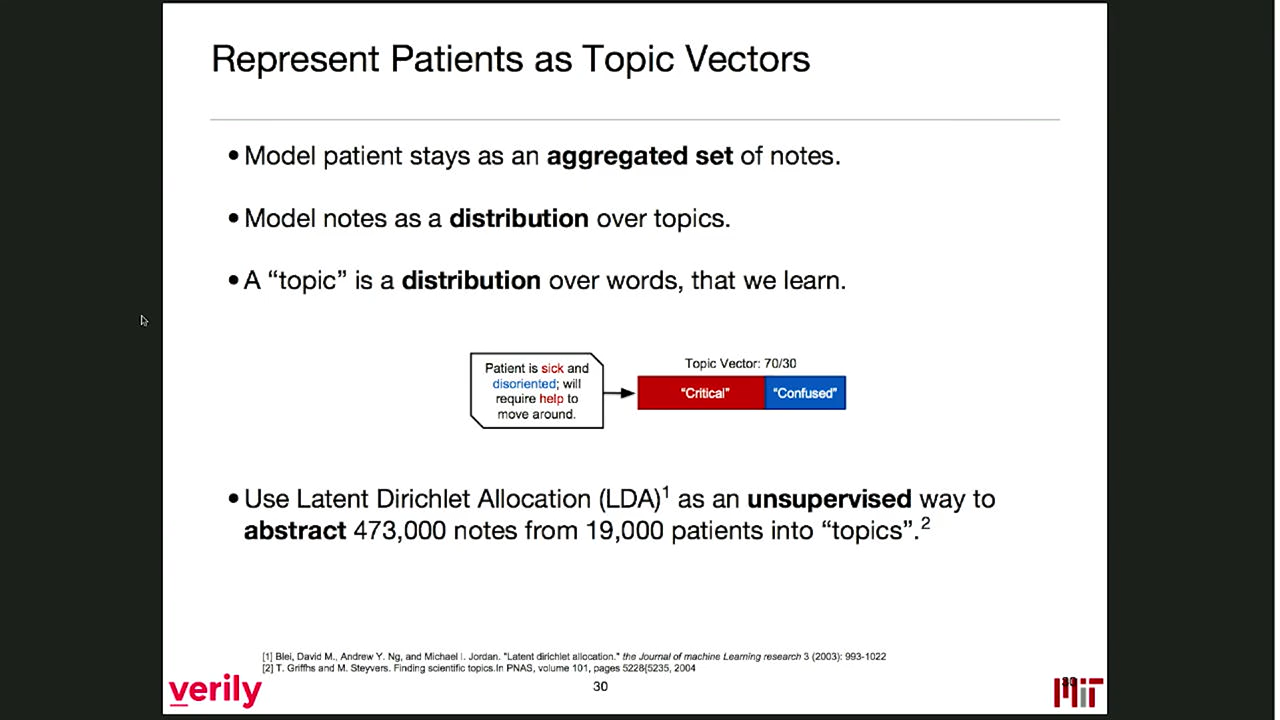 Represent Patients as Topic Vectors
•Model patient stays as an aggregated set of notes.
•Model notes as a distribution over topics.
•A “topic” is a distribution over words, that we learn.
Patient is sick and
disoriented; will
require help to
move around.
Topic Vector: 70/30
“Critical”
“Confused”
•Use Latent Dirichlet Allocation (LDA)1 as an unsupervised way to
abstract 473,000 notes from 19,000 patients into “topics”.2
[1] Blei, David M., Andrew Y. Ng, and Michael I. Jordan. "Latent dirichlet allocation." the Journal of machine Learning research 3 (2003): 993-1022
[2] T. Griffhs and M. Steyvers. Finding scientific topics.In PNAS, volume 101, pages 5228{5235, 2004
verily
30
30
MIT